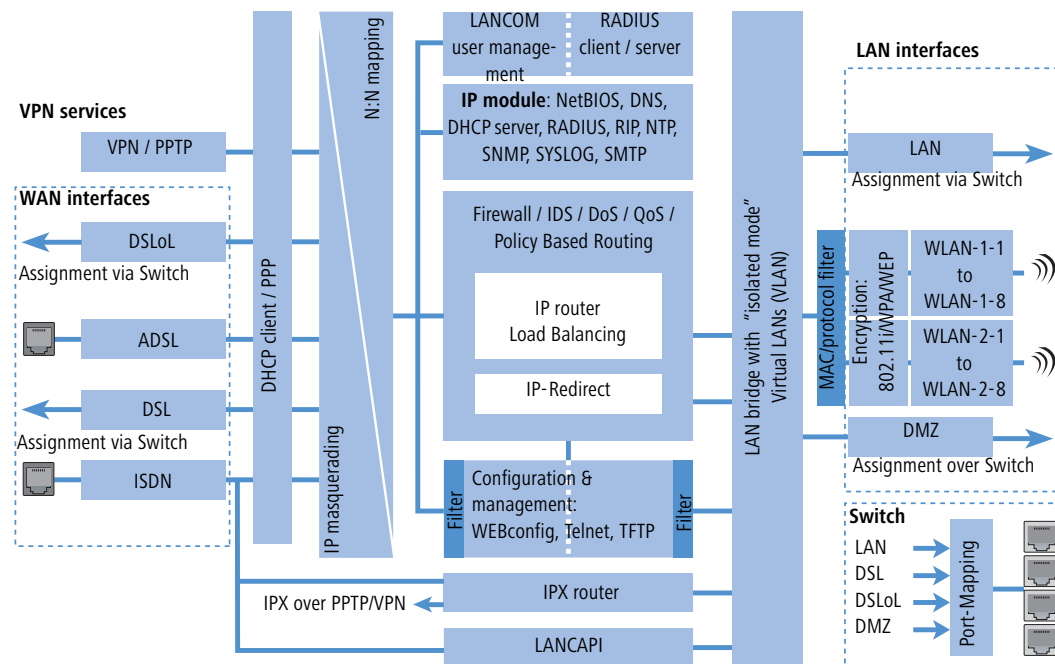 VPN services
VPN / PPTP
WAN interfaces
DSLoL
Assignment via Switch
ADSL
DSL
Assignment via Switch
ISDN
DHCP client / PPP
N:N mapping
IP masquerading
LANCOM
user manage-
ment
RADIUS
client / server
IP module: NetBIOS, DNS,
DHCP server, RADIUS, RIP, NTP,
SNMP, SYSLOG, SMTP
Firewall / IDS / DoS / QoS /
Policy Based Routing
IP router
Load Balancing
IP-Redirect
Filter
Configuration &
management:
WEBconfig, Telnet, TFTP
Filter
IPX over PPTP/VPN
IPX router
LANCAPI
LAN bridge with "isolated mode"
Virtual LANs (VLAN)
LAN interfaces
LAN
Assignment via Switch
MAC/protocol filter
Encryption:
802.11i/WPA/WEP
WLAN-1-1
to
WLAN-1-8
WLAN-2-1
to
WLAN-2-8
DMZ
Assignment over Switch
Switch
LAN
DSL
DSLoL
DMZ
Port-Mapping